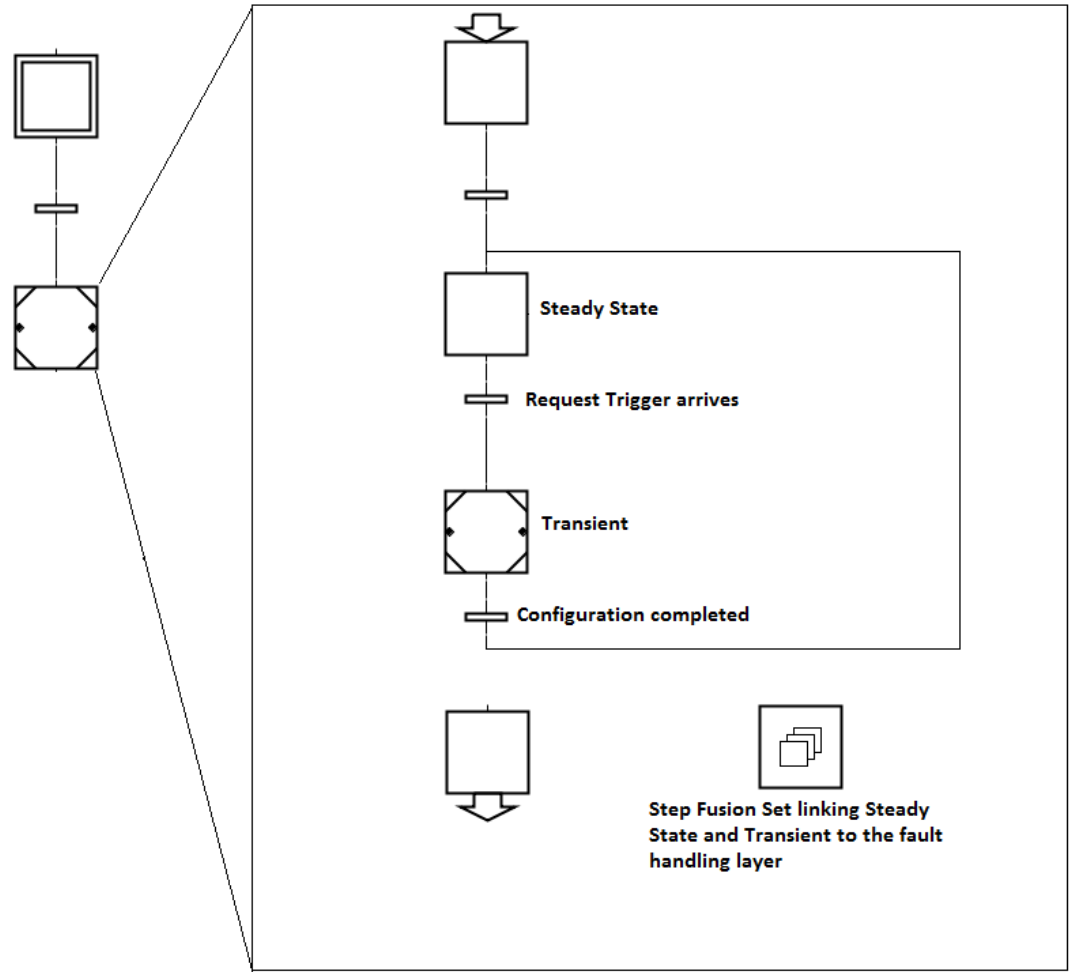 Steady State
Request Trigger arrives
Transient
Configuration completed
Step Fusion Set linking Steady
State and Transient to the fault
handling layer